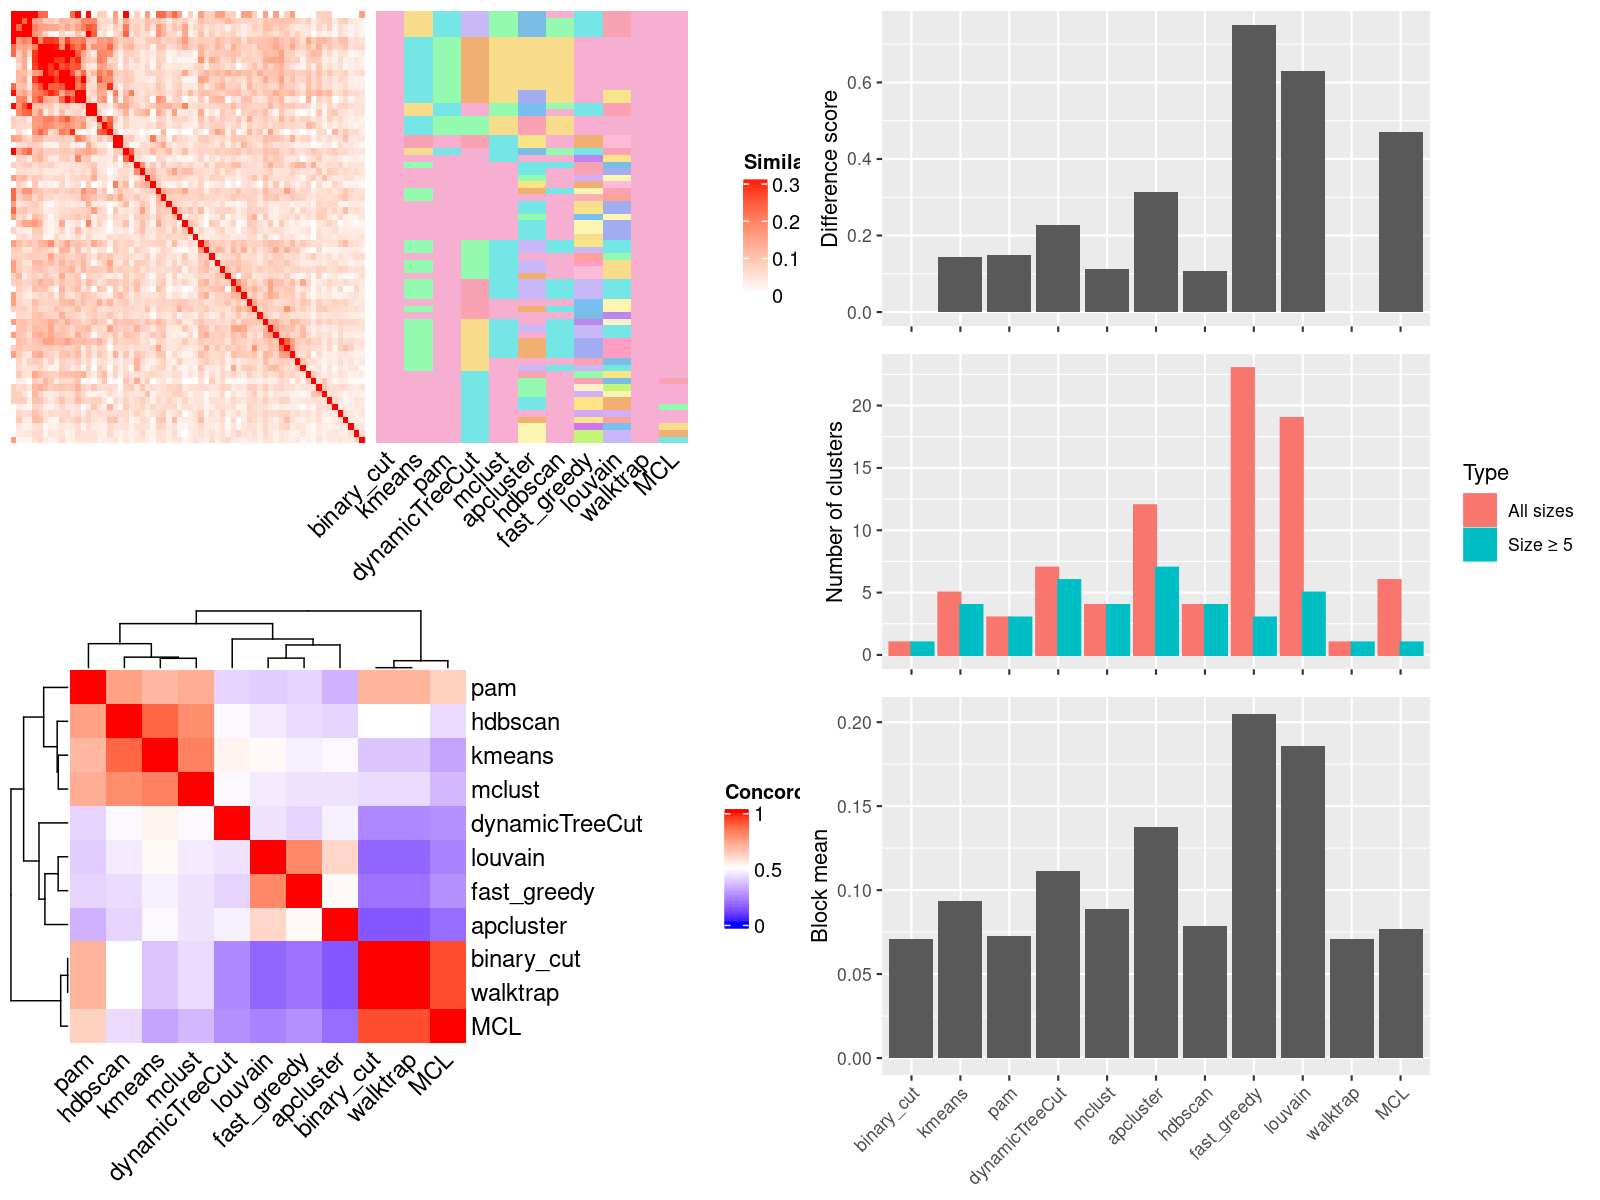 Simila
0.3
0.2
0.1
0
binary_cut
kmeans
pam
dynamicTreeCut
mclust
apcluster
hdbscan
fast_greedy
louvain
walktrap
MCL
pam
hdbscan
kmeans
mclust
dynamicTreeCut
louvain
fast_greedy
apcluster
binary_cut
walktrap
MCL
pam
hdbscan
kmeans
mclust
dynamicTreeCut
louvain
fast_greedy
apcluster
binary_cut
walktrap
MCL
Concord
1
0.5
0
Difference score
0.6
0.4
0.2
0.0
Number of clusters
20
15
10
5
0
Type
All sizes
Size ≥ 5
Block mean
0.20
0.15
0.10
0.05
0.00
binary_cut
kmeans
pam
dynamicTreeCut
mclust
apcluster
hdbscan
fast_greedy
louvain
walktrap
MCL